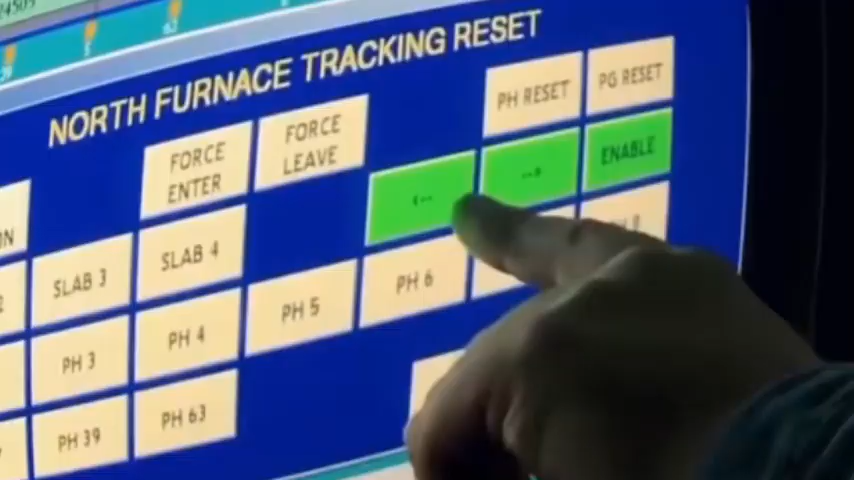 NORTH FURNACE TRACKING RESET
PH RESET
PG RESET
FORCE
ENTER
FORCE
LEAVE
<--
-->
ENABLE
SLAB 3
SLAB 4
PH 3
PH 4
PH 5
PH 6
PH 39
PH 63